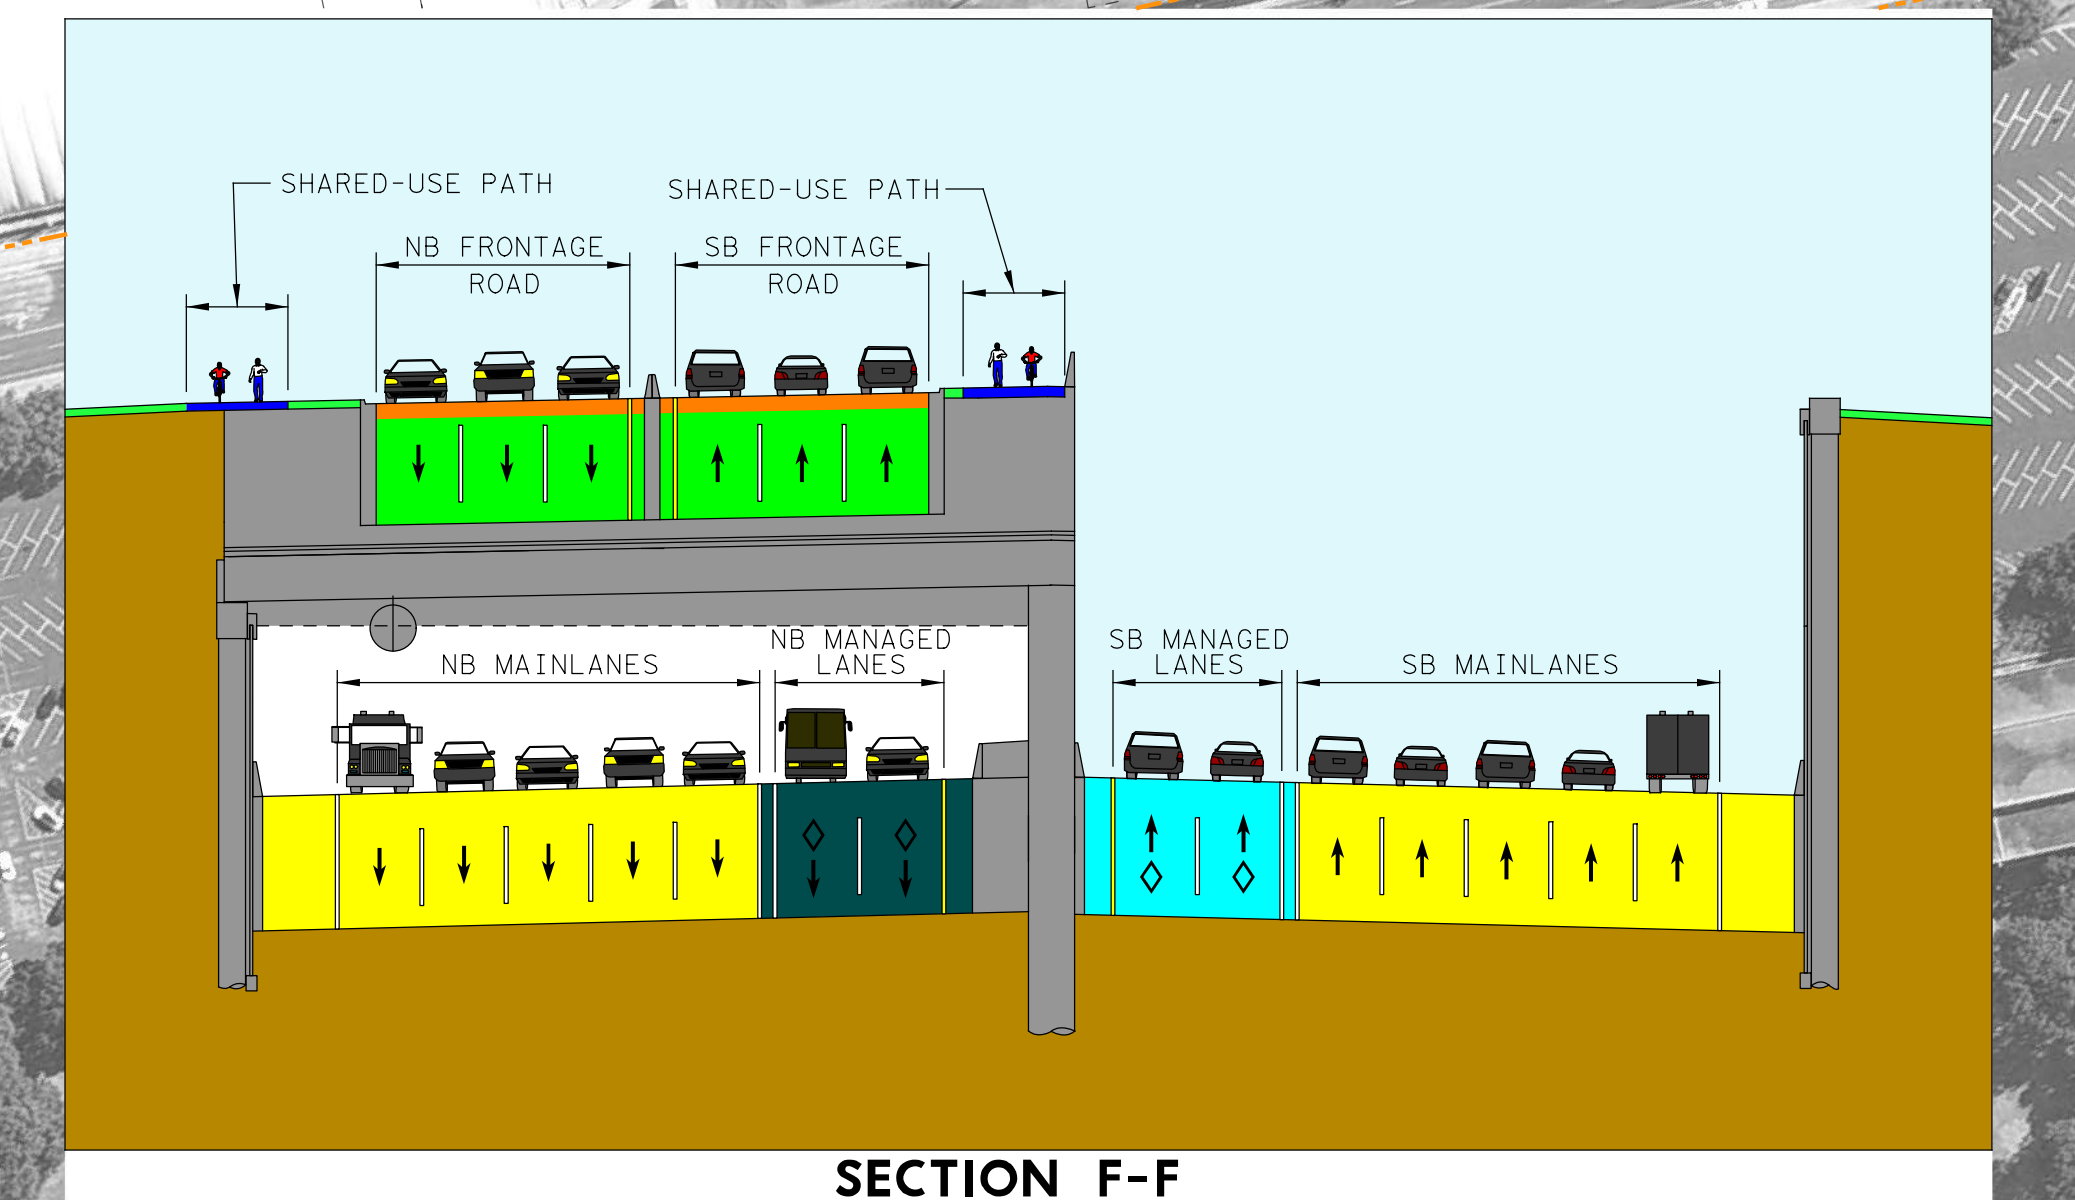 SHARED-USE PATH
SHARED-USE PATH
NB FRONTAGE
ROAD
SB FRONTAGE
ROAD
NB MAINLANES
NB MANAGED
LANES
SB MANAGED
LANES
SB MAINLANES
SECTION F-F